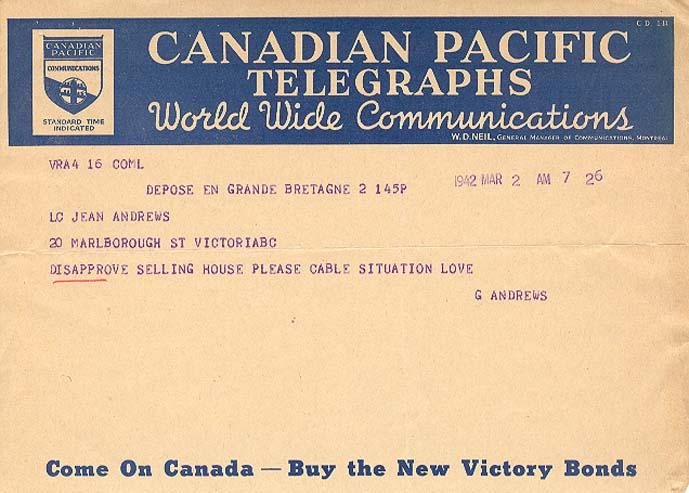 C.D. 1H
CANADIAN
PACIFIC
COMMUNICATIONS
STANDARD TIME
INDICATED
CANADIAN PACIFIC
TELEGRAPHS
World Wide Communications
W.D. NEIL, GENERAL MANAGER OF COMMUNICATIONS, MONTREAL
VRA4 16 COML
DEPOSE EN GRANDE BRETAGNE 2 145P
1942 MAR 2 AM 7 26
LC JEAN ANDREWS
20 MARLBOROUGH ST VICTORIABC
DISAPPROVE SELLING HOUSE PLEASE CABLE SITUATION LOVE
G ANDREWS
Come On Canada — Buy the New Victory Bonds